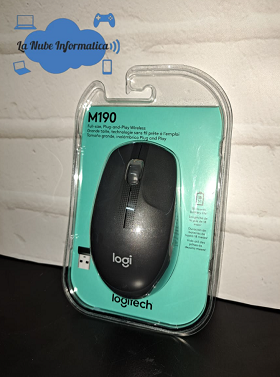 La Nube Informatica
M190
Full-size, Plug-and-Play Wireless
Grande taille, technologie sans fil prête à l'emploi
Tamaño grande, inalámbrico Plug and Play
logi
logitech